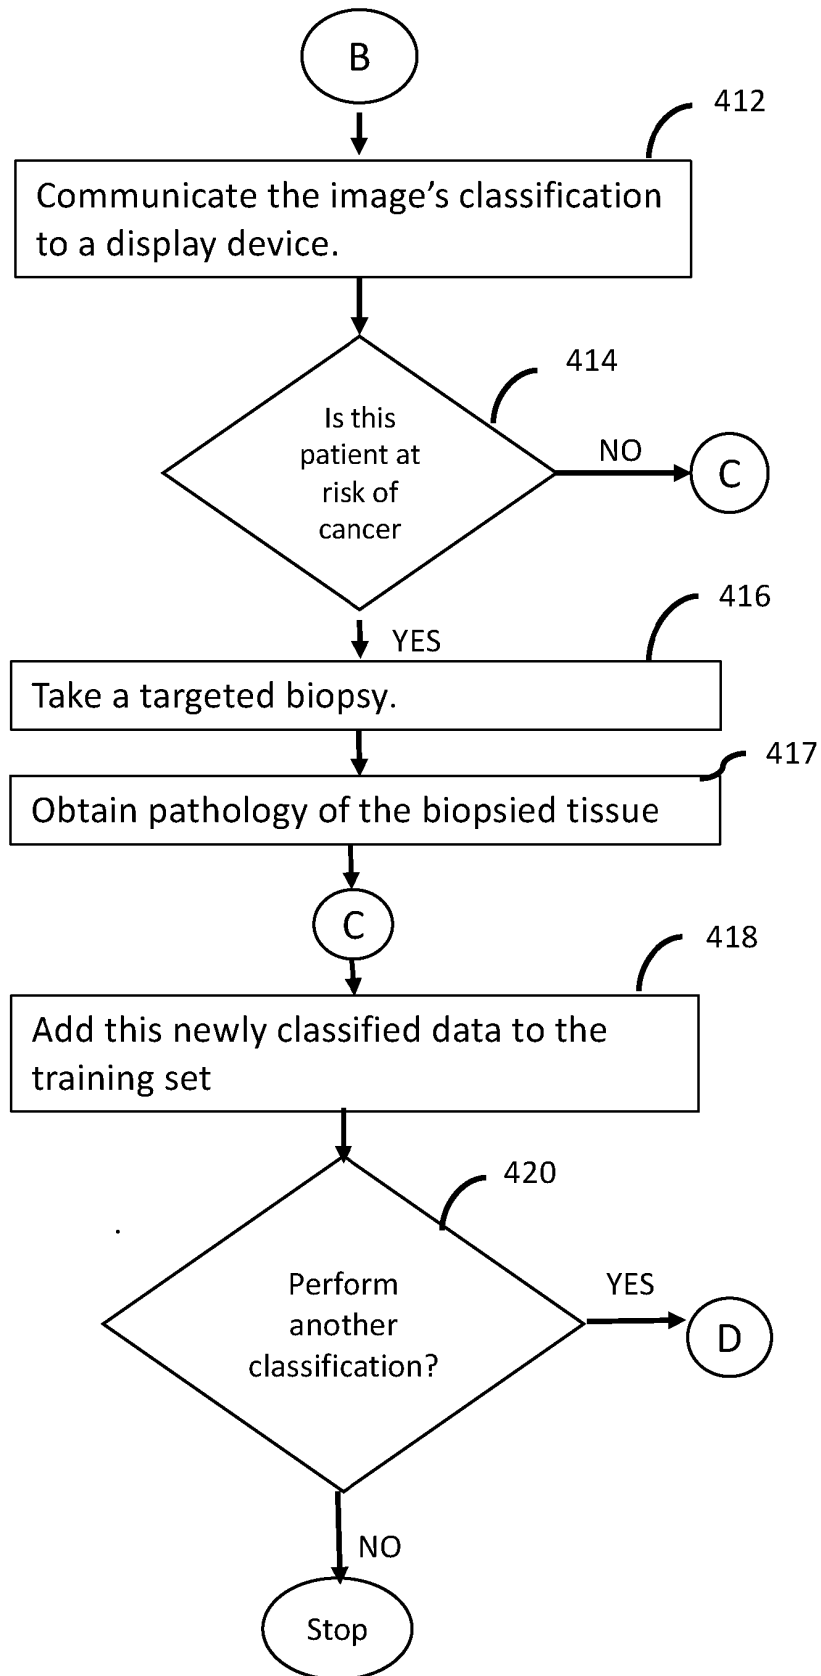 B
412
Communicate the image’s classification
to a display device.
414
Is this
patient at
risk of
cancer
NO
C
416
YES
Take a targeted biopsy.
417
Obtain pathology of the biopsied tissue
C
418
Add this newly classified data to the
training set
420
Perform
another
classification?
YES
D
NO
Stop